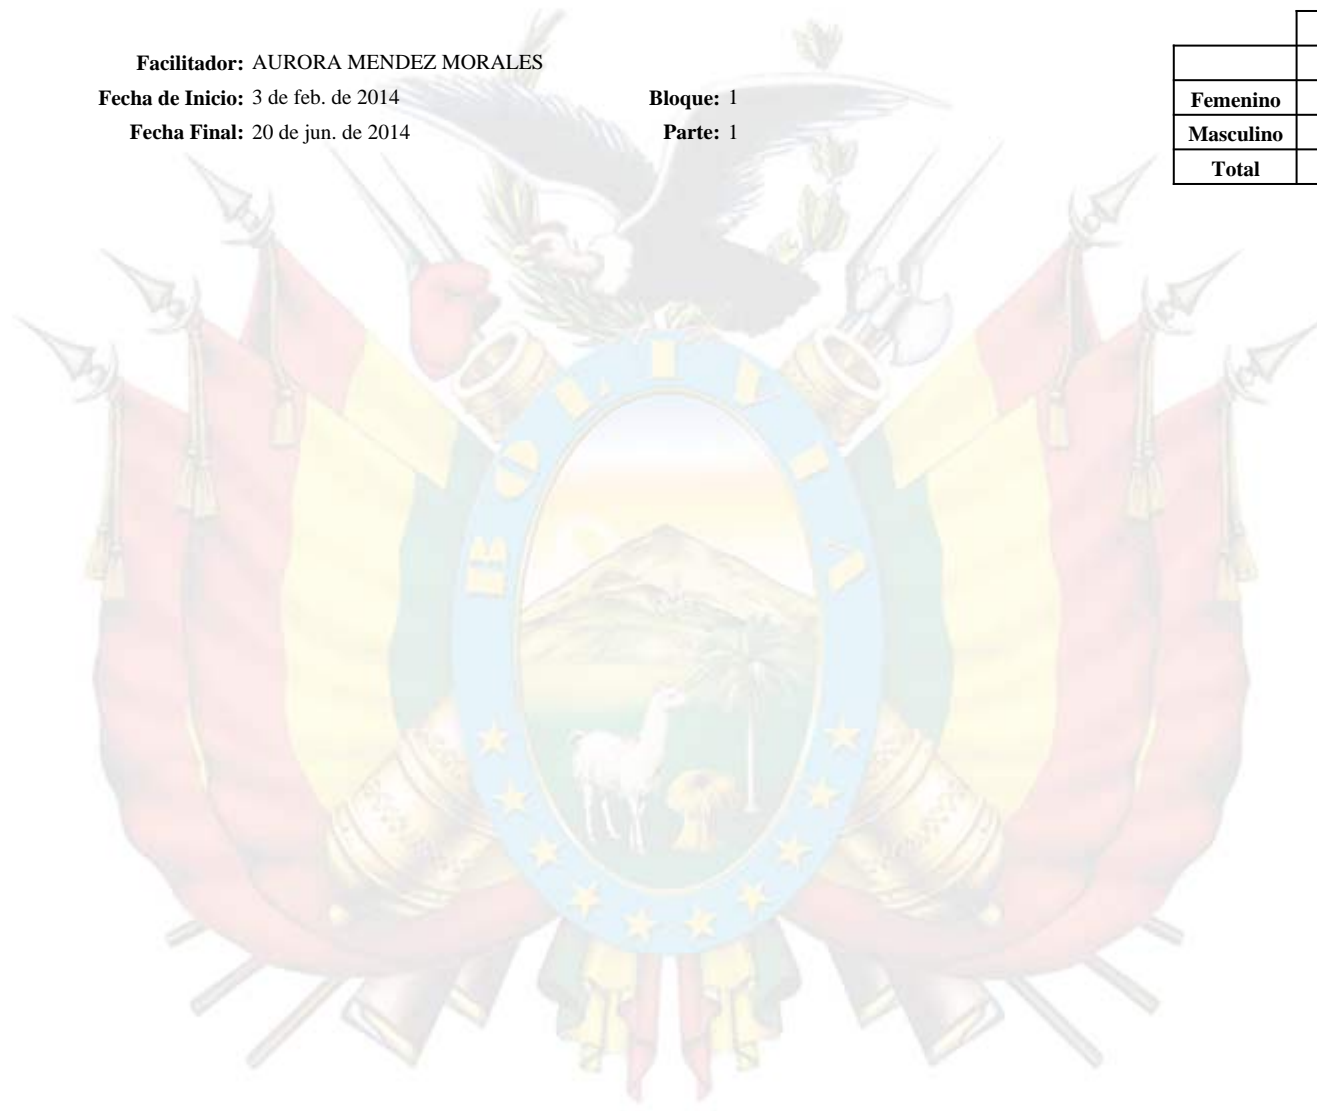 Facilitador: AURORA MENDEZ MORALES
Fecha de Inicio: 3 de feb. de 2014 Bloque: 1
Fecha Final: 20 de jun. de 2014 Parte: 1
Femenino
Masculino
Total
BOLIVIA